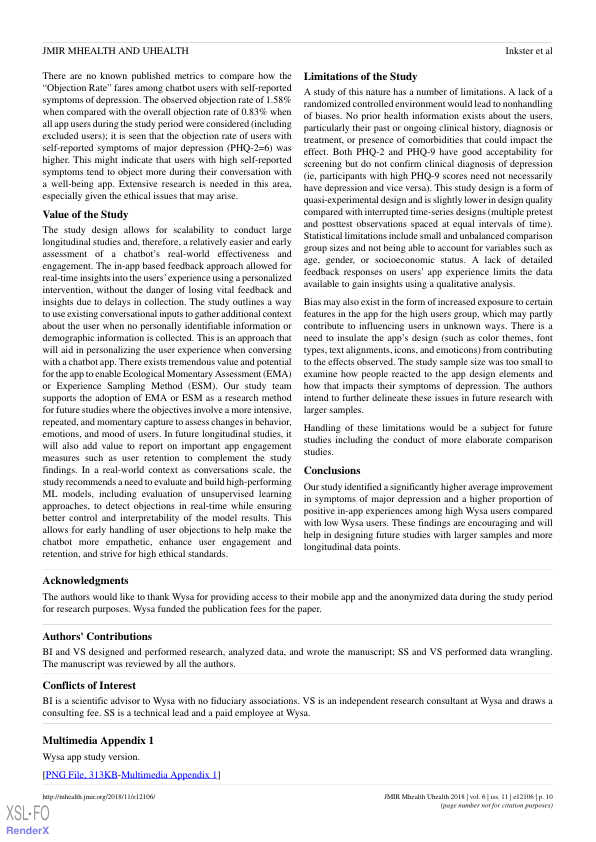 JMIR MHEALTH AND UHEALTH
Inkster et al
There are no known published metrics to compare how the
“Objection Rate” fares among chatbot users with self-reported
symptoms of depression. The observed objection rate of 1.58%
when compared with the overall objection rate of 0.83% when
all app users during the study period were considered (including
excluded users); it is seen that the objection rate of users with
self-reported symptoms of major depression (PHQ-2=6) was
higher. This might indicate that users with high self-reported
symptoms tend to object more during their conversation with
a well-being app. Extensive research is needed in this area,
especially given the ethical issues that may arise.
Value of the Study
The study design allows for scalability to conduct large
longitudinal studies and, therefore, a relatively easier and early
assessment of a chatbot's real-world effectiveness and
engagement. The in-app based feedback approach allowed for
real-time insights into the users' experience using a personalized
intervention, without the danger of losing vital feedback and
insights due to delays in collection. The study outlines a way
to use existing conversational inputs to gather additional context
about the user when no personally identifiable information or
demographic information is collected. This is an approach that
will aid in personalizing the user experience when conversing
with a chatbot app. There exists tremendous value and potential
for the app to enable Ecological Momentary Assessment (EMA)
or Experience Sampling Method (ESM). Our study team
supports the adoption of EMA or ESM as a research method
for future studies where the objectives involve a more intensive,
repeated, and momentary capture to assess changes in behavior,
emotions, and mood of users. In future longitudinal studies, it
will also add value to report on important app engagement
measures such as user retention to complement the study
findings. In a real-world context as conversations scale, the
study recommends a need to evaluate and build high-performing
ML models, including evaluation of unsupervised learning
approaches, to detect objections in real-time while ensuring
better control and interpretability of the model results. This
allows for early handling of user objections to help make the
chatbot more empathetic, enhance user engagement and
retention, and strive for high ethical standards.
Limitations of the Study
A study of this nature has a number of limitations. A lack of a
randomized controlled environment would lead to nonhandling
of biases. No prior health information exists about the users,
particularly their past or ongoing clinical history, diagnosis or
treatment, or presence of comorbidities that could impact the
effect. Both PHQ-2 and PHQ-9 have good acceptability for
screening but do not confirm clinical diagnosis of depression
(ie, participants with high PHQ-9 scores need not necessarily
have depression and vice versa). This study design is a form of
quasi-experimental design and is slightly lower in design quality
compared with interrupted time-series designs (multiple pretest
and posttest observations spaced at equal intervals of time).
Statistical limitations include small and unbalanced comparison
group sizes and not being able to account for variables such as
age, gender, or socioeconomic status. A lack of detailed
feedback responses on users' app experience limits the data
available to gain insights using a qualitative analysis.
Bias may also exist in the form of increased exposure to certain
features in the app for the high users group, which may partly
contribute to influencing users in unknown ways. There is a
need to insulate the app's design (such as color themes, font
types, text alignments, icons, and emoticons) from contributing
to the effects observed. The study sample size was too small to
examine how people reacted to the app design elements and
how that impacts their symptoms of depression. The authors
intend to further delineate these issues in future research with
larger samples.
Handling of these limitations would be a subject for future
studies including the conduct of more elaborate comparison
studies.
Conclusions
Our study identified a significantly higher average improvement
in symptoms of major depression and a higher proportion of
positive in-app experiences among high Wysa users compared
with low Wysa users. These findings are encouraging and will
help in designing future studies with larger samples and more
longitudinal data points.
Acknowledgments
The authors would like to thank Wysa for providing access to their mobile app and the anonymized data during the study period
for research purposes. Wysa funded the publication fees for the paper.
Authors' Contributions
BI and VS designed and performed research, analyzed data, and wrote the manuscript; SS and VS performed data wrangling.
The manuscript was reviewed by all the authors.
Conflicts of Interest
BI is a scientific advisor to Wysa with no fiduciary associations. VS is an independent research consultant at Wysa and draws a
consulting fee. SS is a technical lead and a paid employee at Wysa.
Multimedia Appendix 1
Wysa app study version.
[PNG File, 313KB-Multimedia Appendix 1]
http://mhealth.jmir.org/2018/11/e12106/
JMIR Mhealth Uhealth 2018 | vol. 6 | iss. 11 | e12106 | p. 10
(page number not for citation purposes)
XSL•FO
RenderX